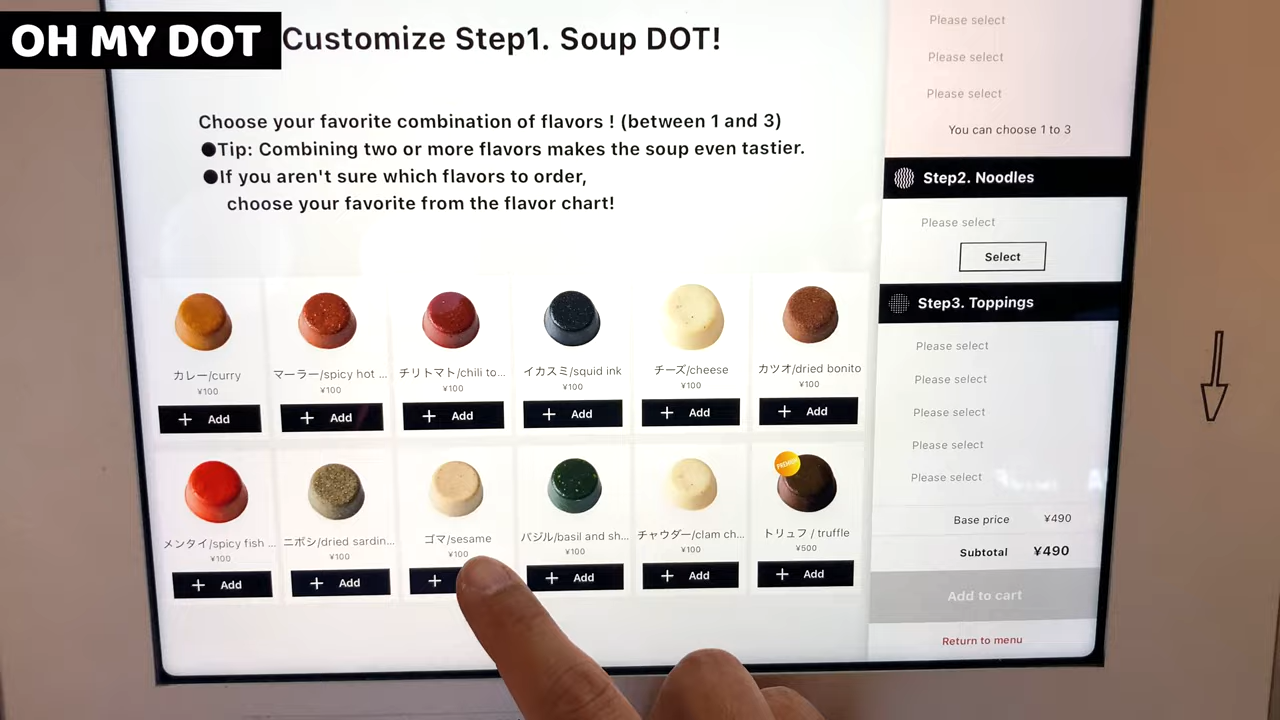 OH MY DOT
Customize Step1. Soup DOT!
Choose your favorite combination of flavors ! (between 1 and 3)
●Tip: Combining two or more flavors makes the soup even tastier.
●If you aren't sure which flavors to order,
choose your favorite from the flavor chart!
カレー/curry
¥100
+ Add
マーラー/spicy hot ...
¥100
+ Add
チリトマト/chili to...
¥100
+ Add
イカスミ/squid ink
¥100
+ Add
チーズ/cheese
¥100
+ Add
カツオ/dried bonito
¥100
+ Add
メンタイ/spicy fish ...
¥100
+ Add
ニボシ/dried sardin...
¥100
+ Add
ゴマ/sesame
¥100
+
バジル/basil and sh...
¥100
+ Add
チャウダー/clam ch...
¥100
+ Add
PREMIUM
トリュフ / truffle
¥500
+ Add
Please select
Please select
Please select
You can choose 1 to 3
Step2. Noodles
Please select
Select
Step3. Toppings
Please select
Please select
Please select
Please select
Please select
Base price ¥490
Subtotal ¥490
Add to cart
Return to menu